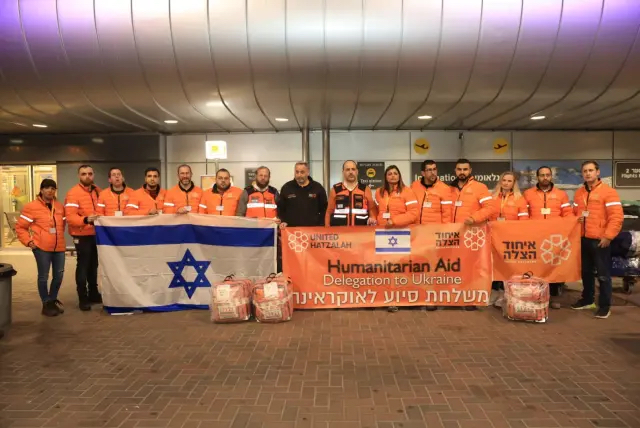 UNITED
HATZALAH
איחוד
הצלה
Humanitarian Aid
Delegation to Ukraine
משלחת סיוע לאוקראינה
איחוד
הצלה